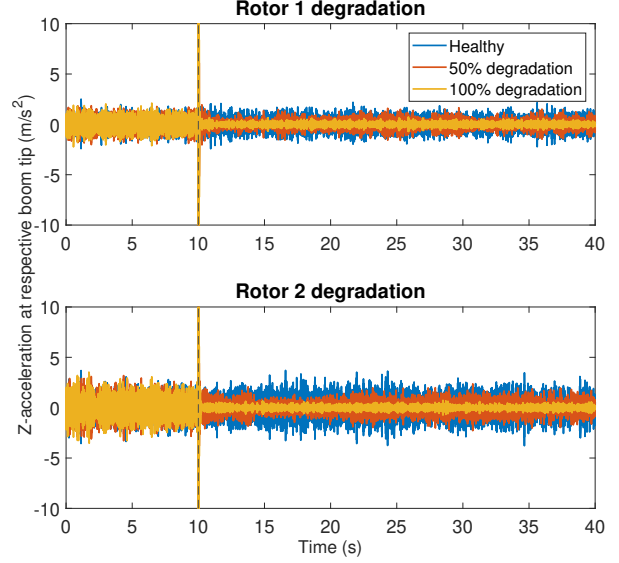 Rotor 1 degradation
10
5
0
-5
-10
Healthy
50% degradation
100% degradation
0 5 10 15 20 25 30 35 40
Z-acceleration at respective boom tip (m/s²)
Rotor 2 degradation
10
5
0
-5
-10
0 5 10 15 20 25 30 35 40
Time (s)